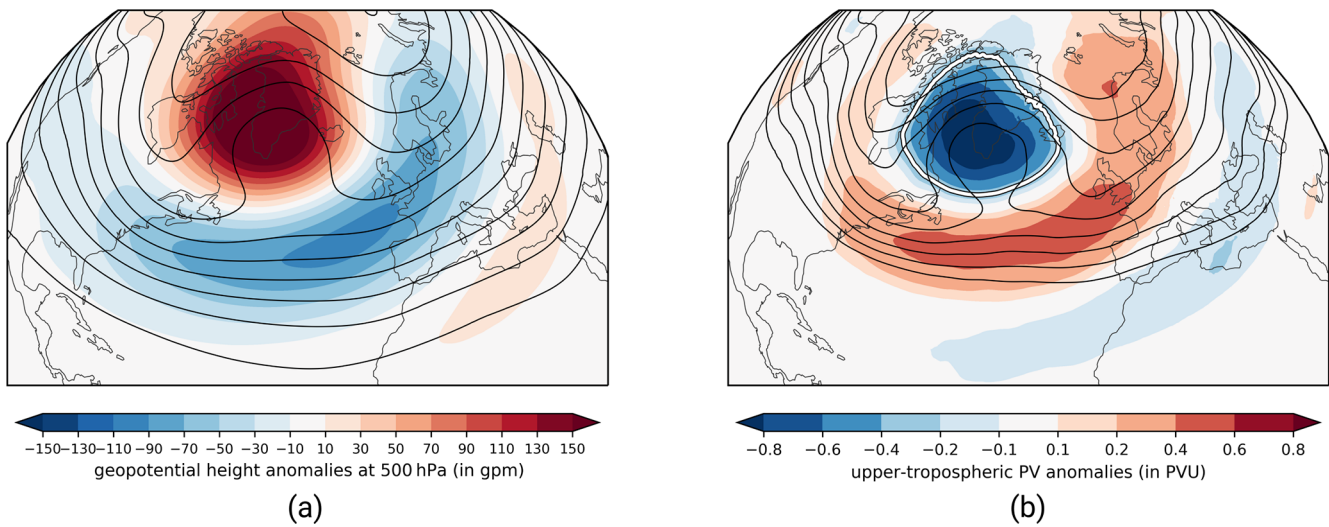 −150−130−110 −90 −70 −50 −30 −10 10 30 50 70 90 110 130 150
geopotential height anomalies at 500 hPa (in gpm)
(a)
−0.8 −0.6 −0.4 −0.2 −0.1 0.1 0.2 0.4 0.6 0.8
upper-tropospheric PV anomalies (in PVU)
(b)